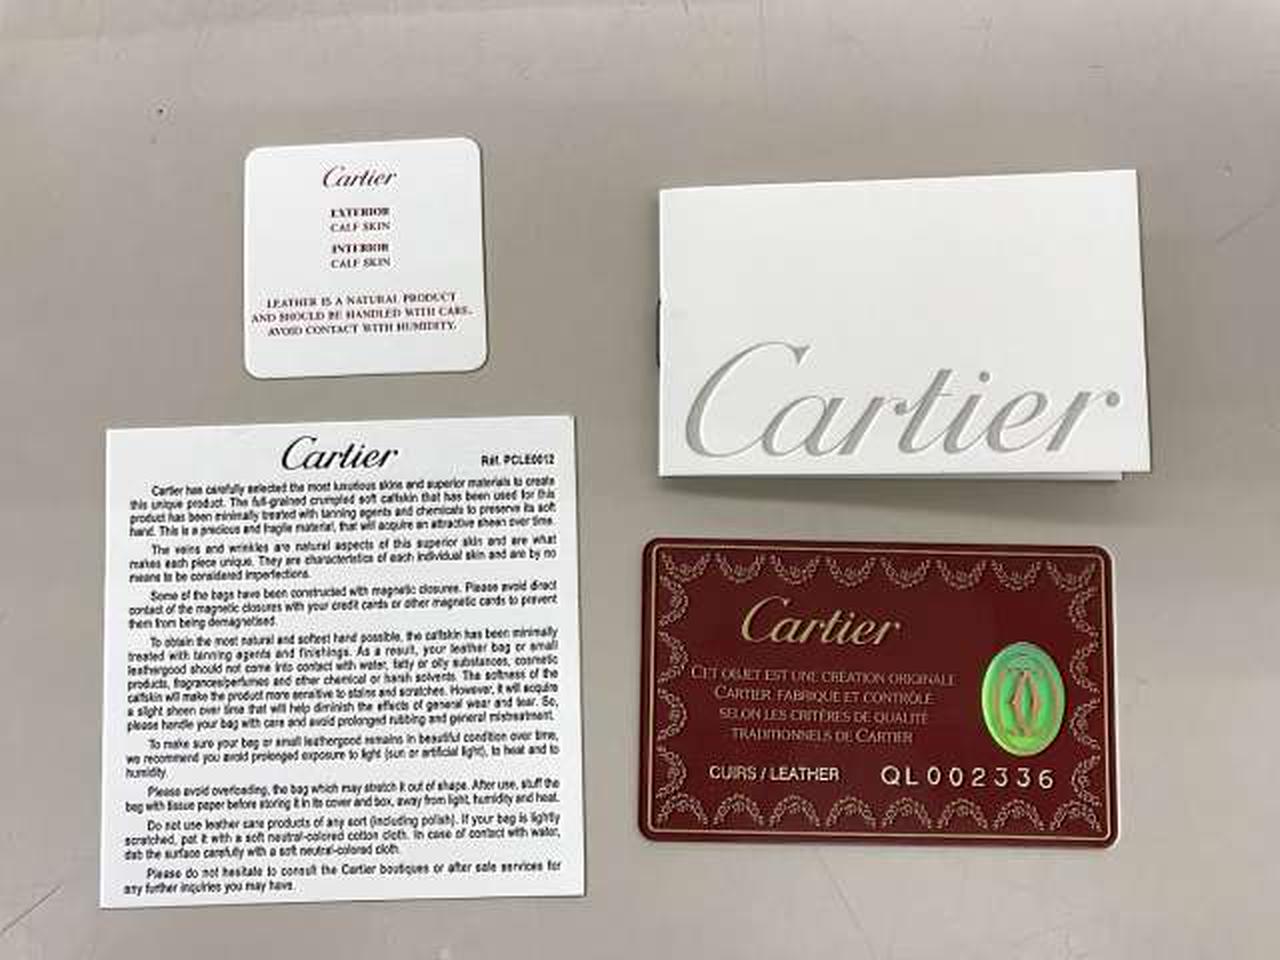 Cartier
EXTERIOR
CALF SKIN
INTERIOR
CALF SKIN
LEATHER IS A NATURAL PRODUCT
AND SHOULD BE HANDLED WITH CARE.
AVOID CONTACT WITH HUMIDITY.
Cartier
Cartier
Réf. PCLE0012
Cartier has carefully selected the most luxurious skins and superior materials to create
this unique product. The full-grained crumpled soft calfskin that has been used for this
product has been minimally treated with tanning agents and chemicals to preserve its soft
hand. This is a precious and fragile material, that will acquire an attractive sheen over time.
The veins and wrinkles are natural aspects of this superior skin and are what
makes each piece unique. They are characteristics of each individual skin and are by no
means to be considered imperfections.
Some of the bags have been constructed with magnetic closures. Please avoid direct
contact of the magnetic closures with your credit cards or other magnetic cards to prevent
them from being demagnetised.
To obtain the most natural and softest hand possible, the calfskin has been minimally
treated with tanning agents and finishings. As a result, your leather bag or small
leathergood should not come into contact with water, fatty or oily substances, cosmetic
products, fragrances/perfumes and other chemical or harsh solvents. The softness of the
calfskin will make the product more sensitive to stains and scratches. However, it will acquire
a slight sheen over time that will help diminish the effects of general wear and tear. So,
please handle your bag with care and avoid prolonged rubbing and general mistreatment.
To make sure your bag or small leathergood remains in beautiful condition over time,
we recommend you avoid prolonged exposure to light (sun or artificial light), to heat and to
humidity.
Please avoid overloading, the bag which may stretch it out of shape. After use, stuff the
bag with tissue paper before storing it in its cover and box, away from light, humidity and heat.
Do not use leather care products of any sort (including polish). If your bag is lightly
scratched, pat it with a soft neutral-colored cotton cloth. In case of contact with water,
dab the surface carefully with a soft neutral-colored cloth.
Please do not hesitate to consult the Cartier boutiques or after sale services for
any further inquiries you may have.
Cartier
CET OBJET EST UNE CRÉATION ORIGINALE
CARTIER, FABRIQUÉ ET CONTRÔLÉ
SELON LES CRITÈRES DE QUALITÉ
TRADITIONNELS DE CARTIER
CUIRS / LEATHER QL002336